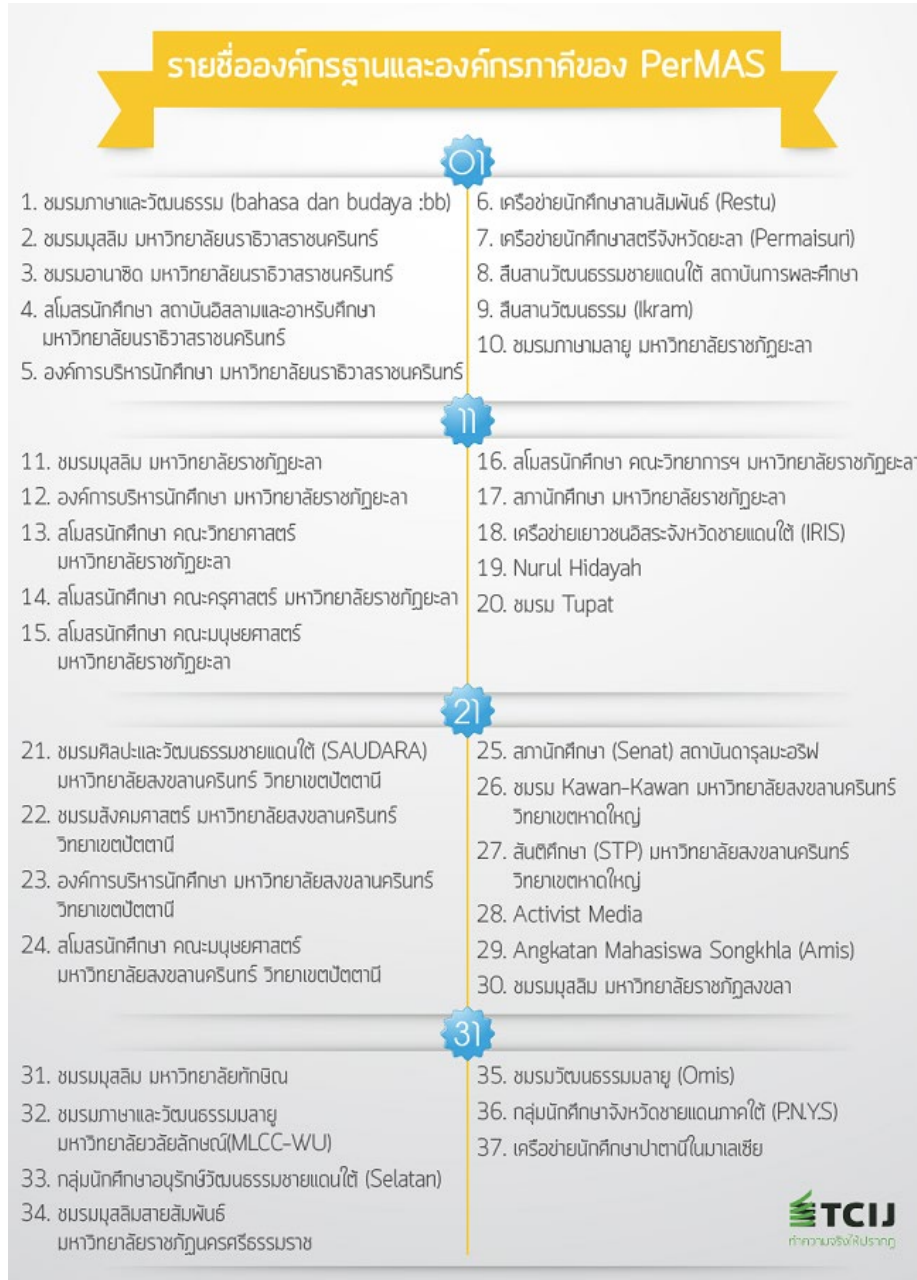 รายชื่อองค์กรฐานและองค์กรภาคีของ PerMAS
01
1. ชมรมภาษาและวัฒนธรรม (bahasa dan budaya :bb)
2. ชมรมมุสลิม มหาวิทยาลัยนราธิวาสราชนครินทร์
3. ชมรมอานาซิด มหาวิทยาลัยนราธิวาสราชนครินทร์
4. สโมสรนักศึกษา สถาบันอิสลามและอาหรับศึกษา
มหาวิทยาลัยนราธิวาสราชนครินทร์
5. องค์การบริหารนักศึกษา มหาวิทยาลัยนราธิวาสราชนครินทร์
6. เครือข่ายนักศึกษาสานสัมพันธ์ (Restu)
7. เครือข่ายนักศึกษาสตรีจังหวัดยะลา (Permaisuri)
8. สืบสานวัฒนธรรมชายแดนใต้ สถาบันการพละศึกษา
9. สืบสานวัฒนธรรม (Ikram)
10. ชมรมภาษามลายู มหาวิทยาลัยราชภัฏยะลา
11
11. ชมรมมุสลิม มหาวิทยาลัยราชภัฏยะลา
12. องค์การบริหารนักศึกษา มหาวิทยาลัยราชภัฏยะลา
13. สโมสรนักศึกษา คณะวิทยาศาสตร์
มหาวิทยาลัยราชภัฏยะลา
14. สโมสรนักศึกษา คณะครุศาสตร์ มหาวิทยาลัยราชภัฏยะลา
15. สโมสรนักศึกษา คณะมนุษยศาสตร์
มหาวิทยาลัยราชภัฏยะลา
16. สโมสรนักศึกษา คณะวิทยาการฯ มหาวิทยาลัยราชภัฏยะลา
17. สภานักศึกษา มหาวิทยาลัยราชภัฏยะลา
18. เครือข่ายเยาวชนอิสระจังหวัดชายแดนใต้ (IRIS)
19. Nurul Hidayah
20. ชมรม Tupat
21
21. ชมรมศิลปะและวัฒนธรรมชายแดนใต้ (SAUDARA)
มหาวิทยาลัยสงขลนครินทร์ วิทยาเขตปัตตานี
22. ชมรมสังคมศาสตร์ มหาวิทยาลัยสงขลานครินทร์
วิทยาเขตปัตตานี
23. องค์การบริหารนักศึกษา มหาวิทยาลัยสงขลานครินทร์
วิทยาเขตปัตตานี
24. สโมสรนักศึกษา คณะมนุษยศาสตร์
มหาวิทยาลัยสงขลานครินทร์ วิทยาเขตปัตตานี
25. สภานักศึกษา (Senat) สถาบันดารุลมะอริฟ
26. ชมรม Kawan-Kawan มหาวิทยาลัยสงขลานครินทร์
วิทยาเขตหาดใหญ่
27. สันติศึกษา (STP) มหาวิทยาลัยสงขลานครินทร์
วิทยาเขตหาดใหญ่
28. Activist Media
29. Angkatan Mahasiswa Songkhla (Amis)
30. ชมรมมุสลิม มหาวิทยาลัยราชภัฏสงขลา
31
31. ชมรมมุสลิม มหาวิทยาลัยทักษิณ
32. ชมรมภาษาและวัฒนธรรมมลายู
มหาวิทยาลัยวลัยลักษณ์(MLCC-WU)
33. กลุ่มนักศึกษาอนุรักษ์วัฒนธรรมชายแดนใต้ (Selatan)
34. ชมรมมุสลิมสายสัมพันธ์
มหาวิทยาลัยราชภัฏนครศรีธรรมราช
35. ชมรมวัฒนธรรมมลายู (Omis)
36. กลุ่มนักศึกษาจังหวัดชายแดนภาคใต้ (P.N.Y.S)
37. เครือข่ายนักศึกษาปาตานีในมาเลเซีย
TCIJ
ทำความจริงให้ปรากฏ